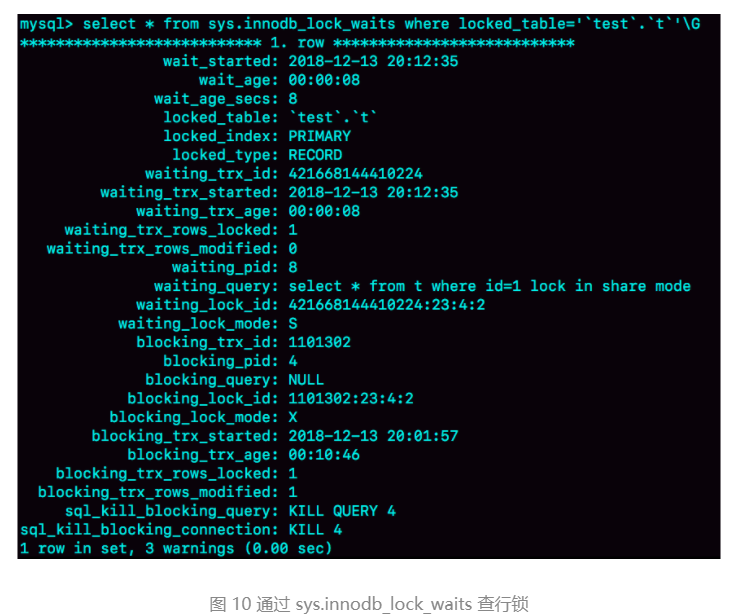 mysql> select * from sys.innodb_lock_waits where locked_table='`test`.`t`'\G
*************************** 1. row ***************************
wait_started: 2018-12-13 20:12:35
wait_age: 00:00:08
wait_age_secs: 8
locked_table: `test`.`t`
locked_index: PRIMARY
locked_type: RECORD
waiting_trx_id: 421668144410224
waiting_trx_started: 2018-12-13 20:12:35
waiting_trx_age: 00:00:08
waiting_trx_rows_locked: 1
waiting_trx_rows_modified: 0
waiting_pid: 8
waiting_query: select * from t where id=1 lock in share mode
waiting_lock_id: 421668144410224:23:4:2
waiting_lock_mode: S
blocking_trx_id: 1101302
blocking_pid: 4
blocking_query: NULL
blocking_lock_id: 1101302:23:4:2
blocking_lock_mode: X
blocking_trx_started: 2018-12-13 20:01:57
blocking_trx_age: 00:10:46
blocking_trx_rows_locked: 1
blocking_trx_rows_modified: 1
sql_kill_blocking_query: KILL QUERY 4
sql_kill_blocking_connection: KILL 4
1 row in set, 3 warnings (0.00 sec)
图 10 通过 sys.innodb_lock_waits 查行锁